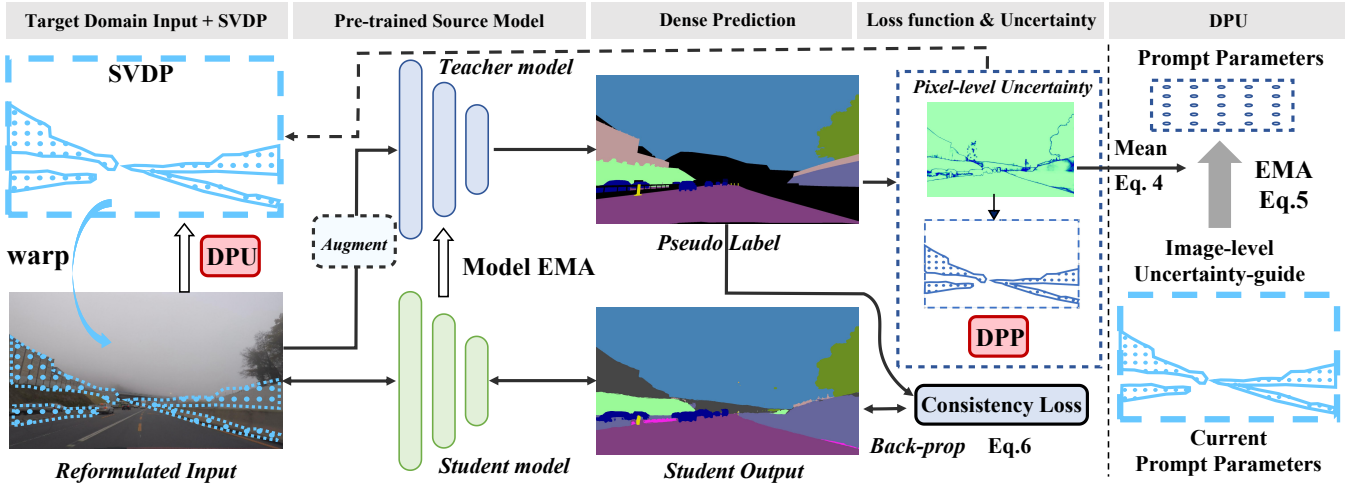 Target Domain Input + SVDP
Pre-trained Source Model
Dense Prediction
Loss function & Uncertainty
DPU
SVDP
warp
DPU
Reformulated Input
Teacher model
Augment
Model EMA
Student model
Pseudo Label
Student Output
Pixel-level Uncertainty
DPP
Consistency Loss
Back-prop
Eq.6
Mean
Eq. 4
Prompt Parameters
EMA
Eq.5
Image-level
Uncertainty-guide
Current
Prompt Parameters